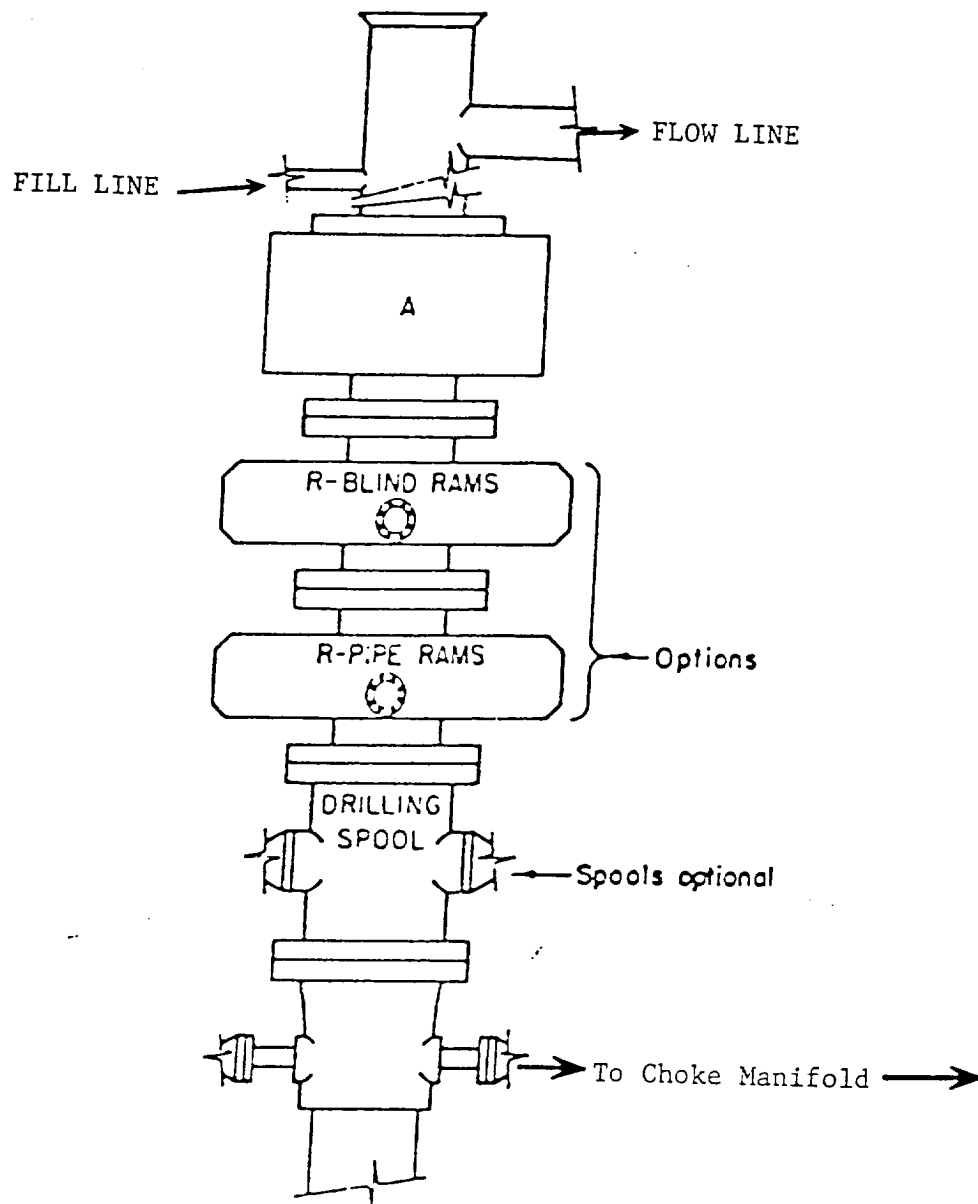 FLOW LINE
FILL LINE
A
R-BLIND RAMS
R-PIPE RAMS
Options
DRILLING
SPOOL
Spools optional
To Choke Manifold